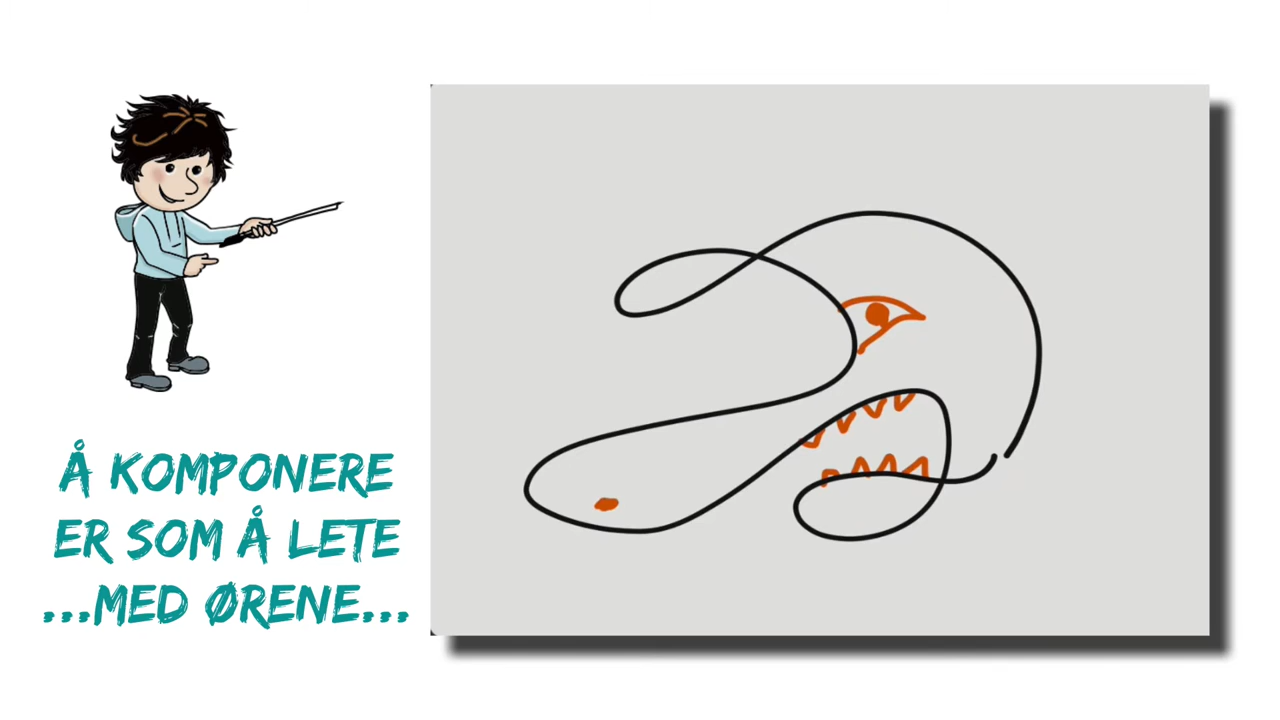 Å KOMPONERE
ER SOM Å LETE
...MED ØRENE...